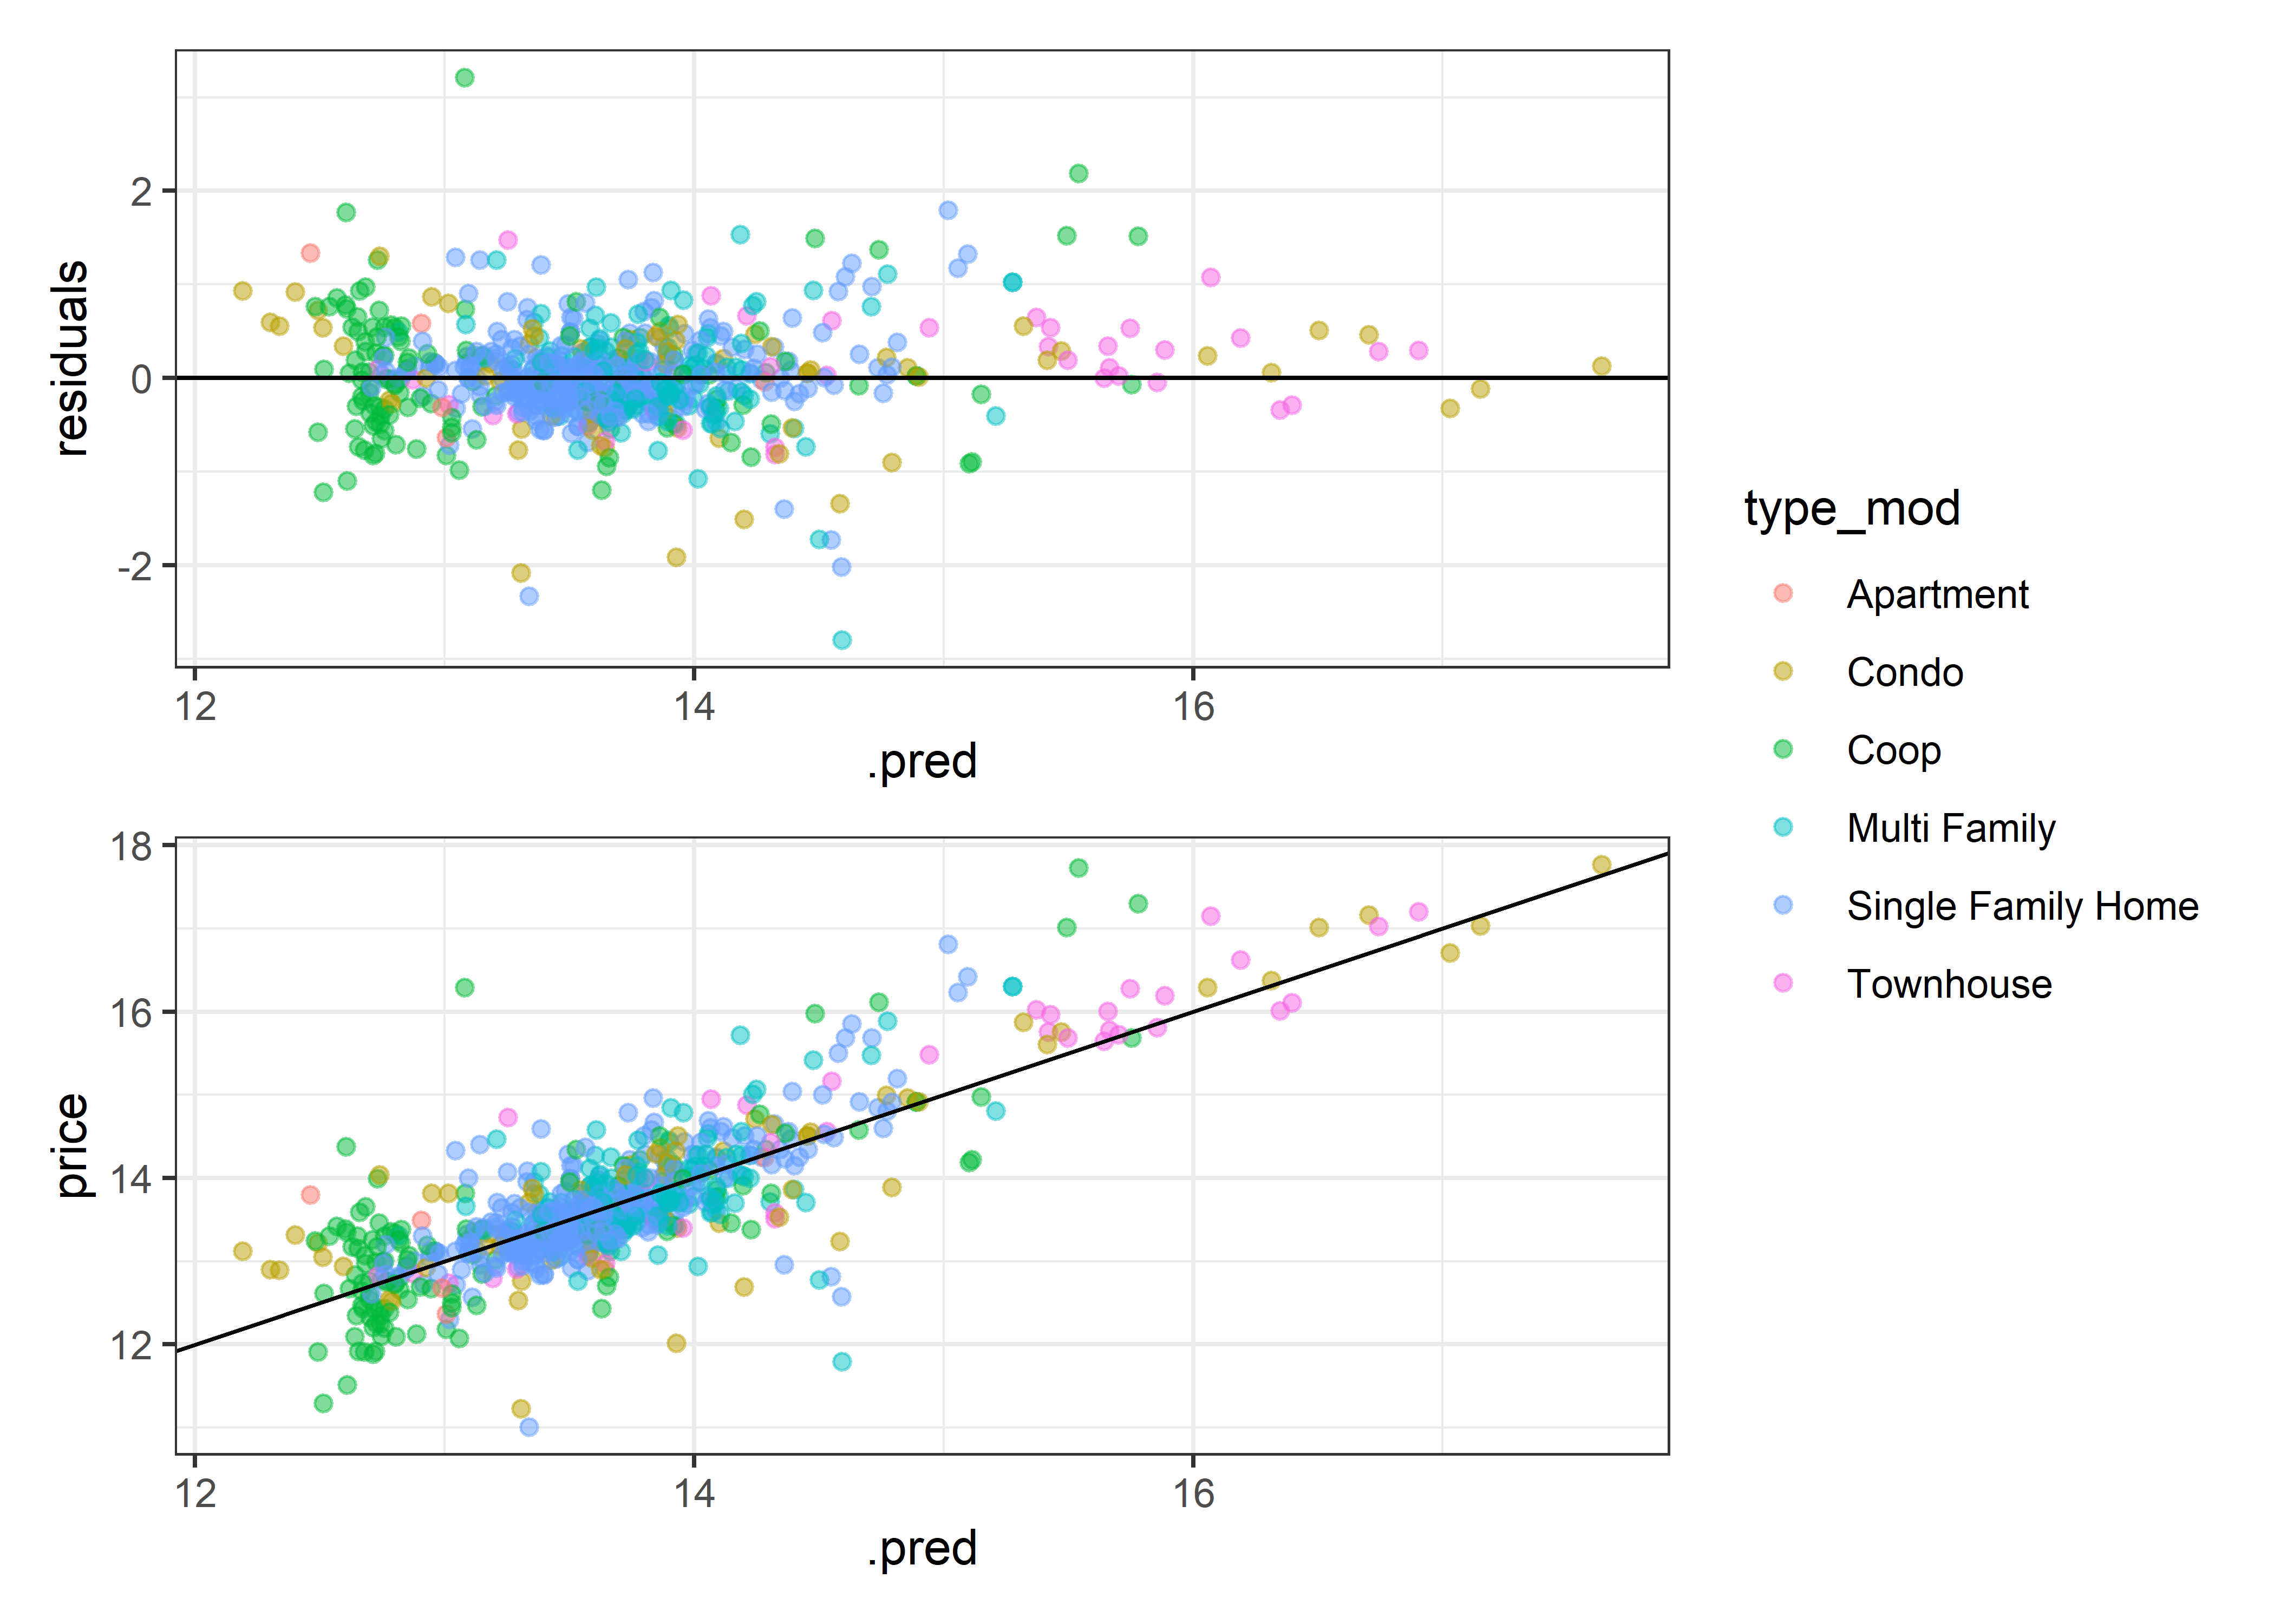 residuals
2
0
-2
12 14 16
.pred
price
18
16
14
12
12 14 16
.pred
type_mod
Apartment
Condo
Coop
Multi Family
Single Family Home
Townhouse